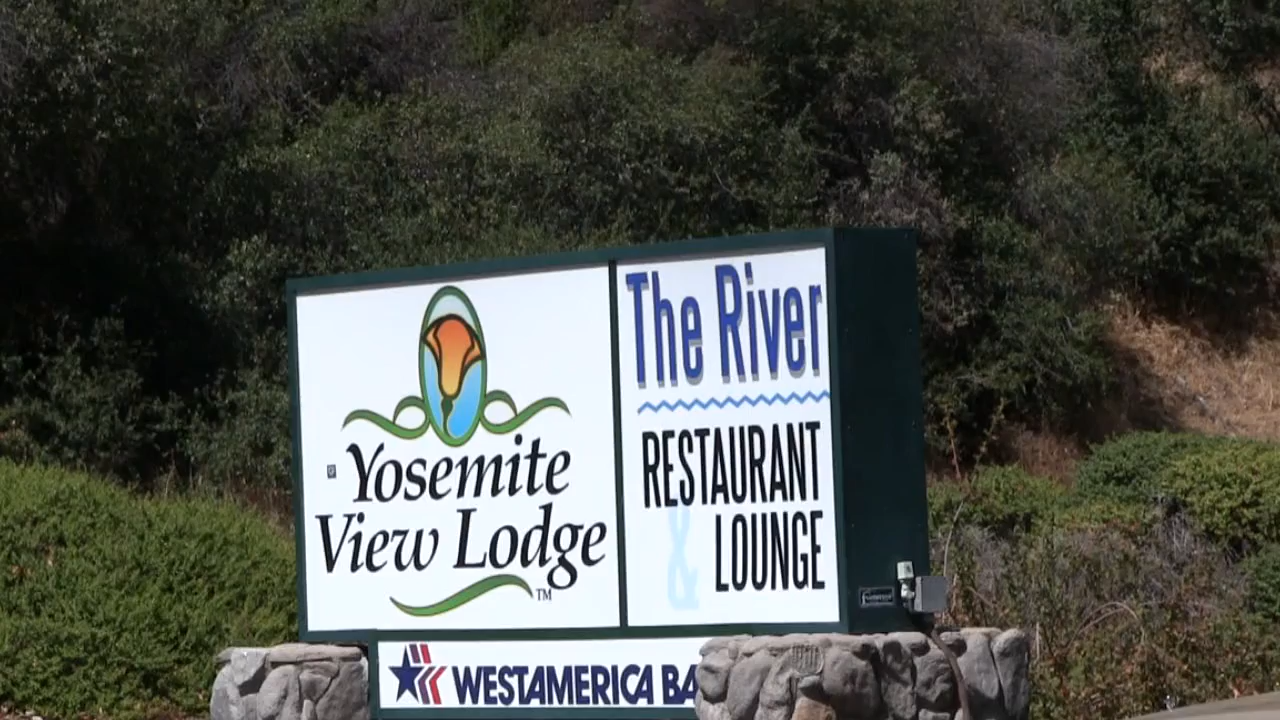 Yosemite
View Lodge
TM
The River
RESTAURANT
&
LOUNGE
WESTAMERICA BA